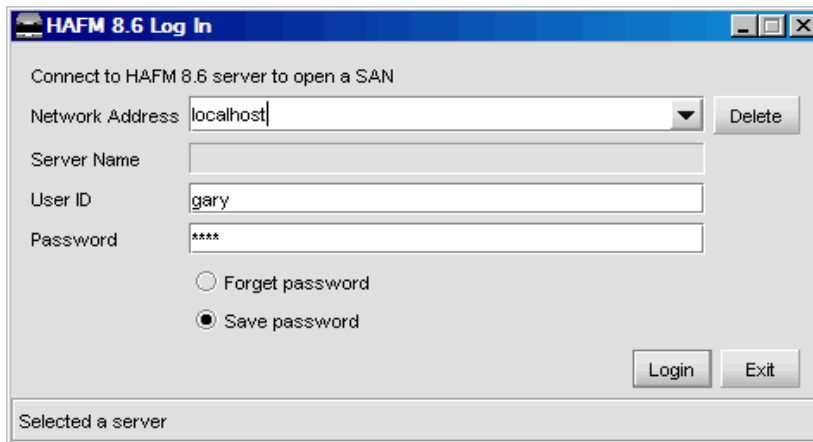 HAFM 8.6 Log In
Connect to HAFM 8.6 server to open a SAN
Network Address localhost Delete
Server Name
User ID gary
Password ****
Forget password
Save password
Login Exit
Selected a server